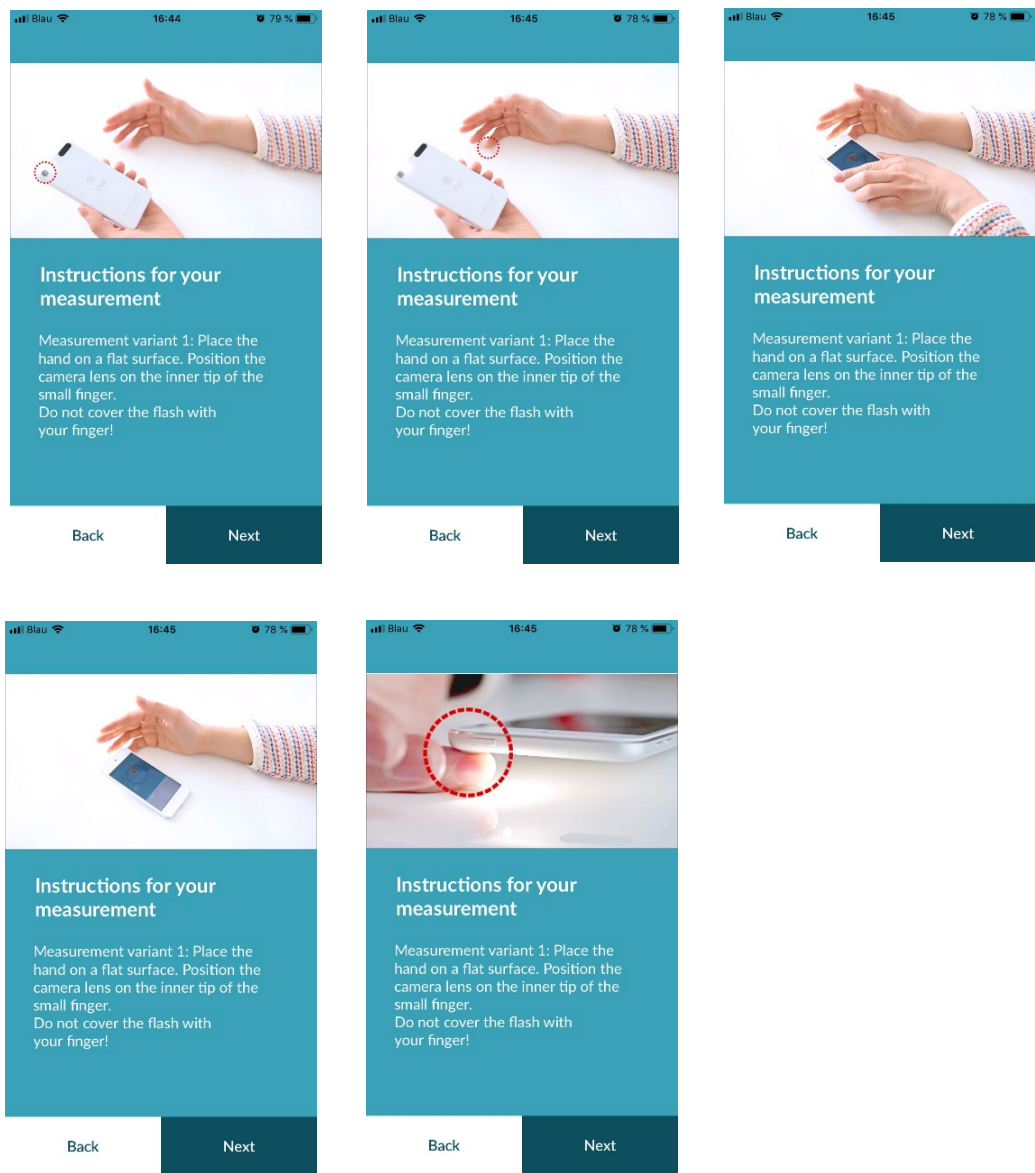 Blau 16:44 79 %
Instructions for your
measurement
Measurement variant 1: Place the
hand on a flat surface. Position the
camera lens on the inner tip of the
small finger.
Do not cover the flash with
your finger!
Back Next
Blau 16:45 78 %
Instructions for your
measurement
Measurement variant 1: Place the
hand on a flat surface. Position the
camera lens on the inner tip of the
small finger.
Do not cover the flash with
your finger!
Back Next
Blau 16:45 78 %
Instructions for your
measurement
Measurement variant 1: Place the
hand on a flat surface. Position the
camera lens on the inner tip of the
small finger.
Do not cover the flash with
your finger!
Back Next
Blau 16:45 78 %
Instructions for your
measurement
Measurement variant 1: Place the
hand on a flat surface. Position the
camera lens on the inner tip of the
small finger.
Do not cover the flash with
your finger!
Back Next
Blau 16:45 78 %
Instructions for your
measurement
Measurement variant 1: Place the
hand on a flat surface. Position the
camera lens on the inner tip of the
small finger.
Do not cover the flash with
your finger!
Back Next